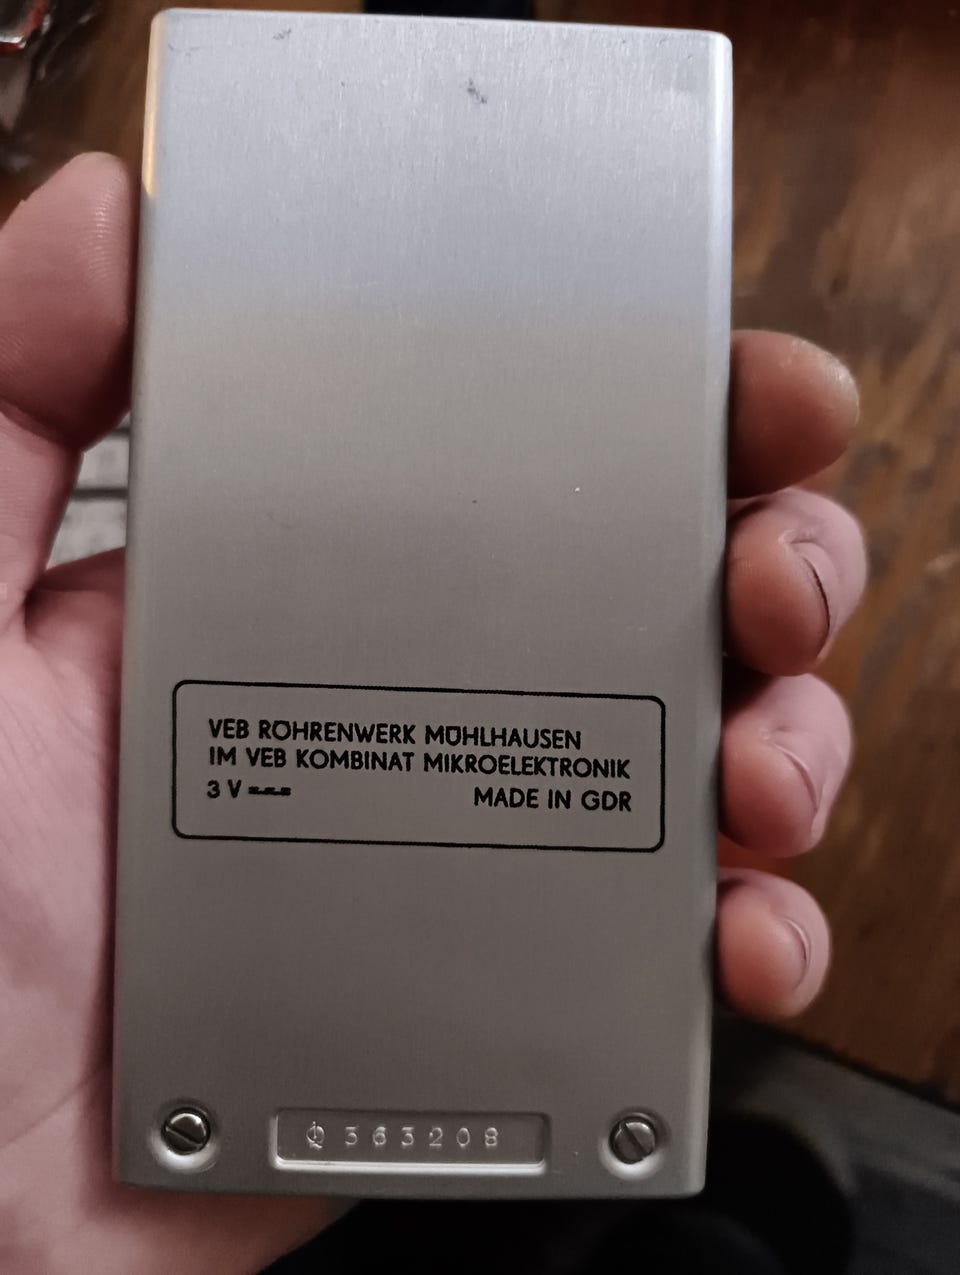 VEB RÖHRENWERK MÜHLHAUSEN
IM VEB KOMBINAT MIKROELEKTRONIK
3 V MADE IN GDR
363208